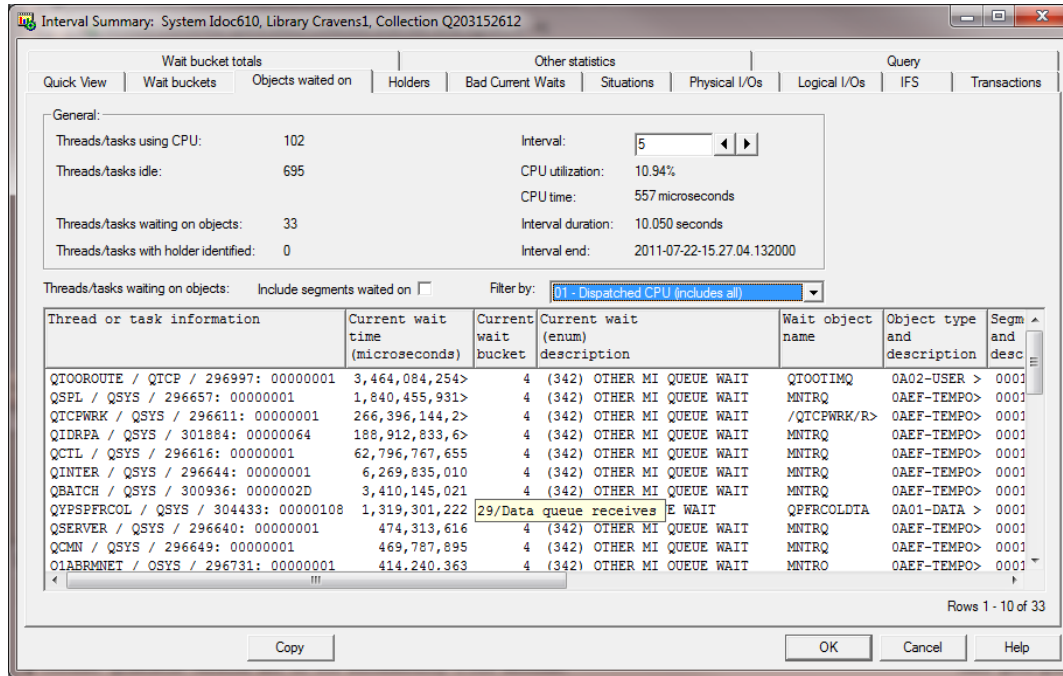 Interval Summary: System Idoc610, Library Cravens1, Collection Q203152612
Wait bucket totals Other statistics Query
Quick View Wait buckets Objects waited on Holders Bad Current Waits Situations Physical I/Os Logical I/Os IFS Transactions
General:
Threads/tasks using CPU: 102 Interval: 5
Threads/tasks idle: 695 CPU utilization: 10.94%
CPU time: 557 microseconds
Threads/tasks waiting on objects: 33 Interval duration: 10.050 seconds
Threads/tasks with holder identified: 0 Interval end: 2011-07-22-15.27.04.132000
Threads/tasks waiting on objects: Include segments waited on Filter by: 01 - Dispatched CPU (includes all)
Thread or task information Current wait Current Current wait Wait object Object type Segm
time wait (enum) name and and
(microseconds) bucket description description desc
QTOOROUTE / QTCP / 296997: 00000001 3,464,084,254> 4 (342) OTHER MI QUEUE WAIT QTOOTIMQ 0A02-USER > 0001
QSPL / QSYS / 296657: 00000001 1,840,455,931> 4 (342) OTHER MI QUEUE WAIT MNTRQ 0AEF-TEMPO> 0001
QTCPWRK / QSYS / 296611: 00000001 266,396,144,2> 4 (342) OTHER MI QUEUE WAIT /QTCPWRK/R> 0AEF-TEMPO> 0001
QIDRPA / QSYS / 301884: 00000064 188,912,833,6> 4 (342) OTHER MI QUEUE WAIT MNTRQ 0AEF-TEMPO> 0001
QCTL / QSYS / 296616: 00000001 62,796,767,655 4 (342) OTHER MI QUEUE WAIT MNTRQ 0AEF-TEMPO> 0001
QINTER / QSYS / 296644: 00000001 6,269,835,010 4 (342) OTHER MI QUEUE WAIT MNTRQ 0AEF-TEMPO> 0001
QBATCH / QSYS / 300936: 0000002D 3,410,145,021 4 (342) OTHER MI QUEUE WAIT MNTRQ 0AEF-TEMPO> 0001
QYPSPFRCOL / QSYS / 304433: 00000108 1,319,301,222 29/Data queue receives E WAIT QPFRCOLDTA 0A01-DATA > 0001
QSERVER / QSYS / 296640: 00000001 474,313,616 4 (342) OTHER MI QUEUE WAIT MNTRQ 0AEF-TEMPO> 0001
QCMN / QSYS / 296649: 00000001 469,787,895 4 (342) OTHER MI QUEUE WAIT MNTRQ 0AEF-TEMPO> 0001
Q1ABRMNET / QSYS / 296731: 00000001 414,240,363 4 (342) OTHER MI QUEUE WAIT MNTRQ 0AEF-TEMPO> 0001
Rows 1 - 10 of 33
Copy OK Cancel Help